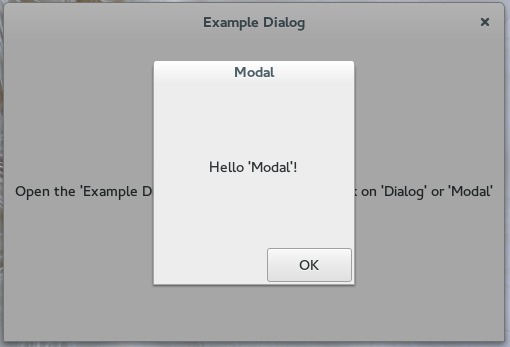 Example Dialog
Modal
Hello 'Modal'!
Open the 'Example on 'Dialog' or 'Modal'
OK